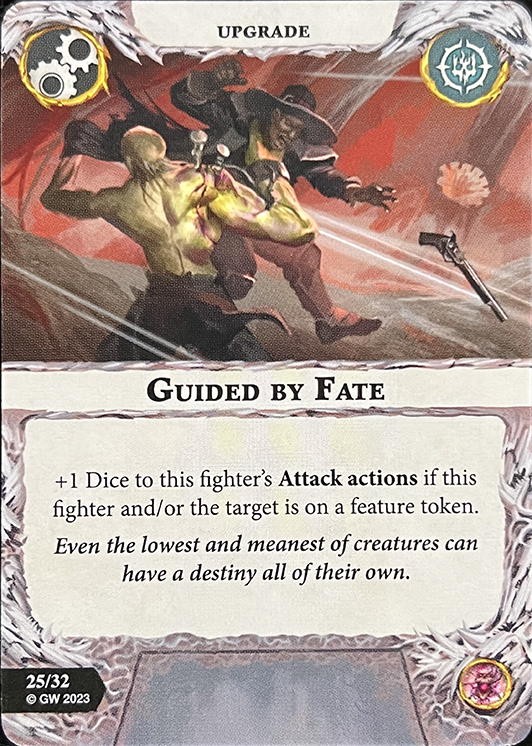 UPGRADE
GUIDED BY FATE
+1 Dice to this fighter's Attack actions if this
fighter and/or the target is on a feature token.
Even the lowest and meanest of creatures can
have a destiny all of their own.
25/32
© GW 2023